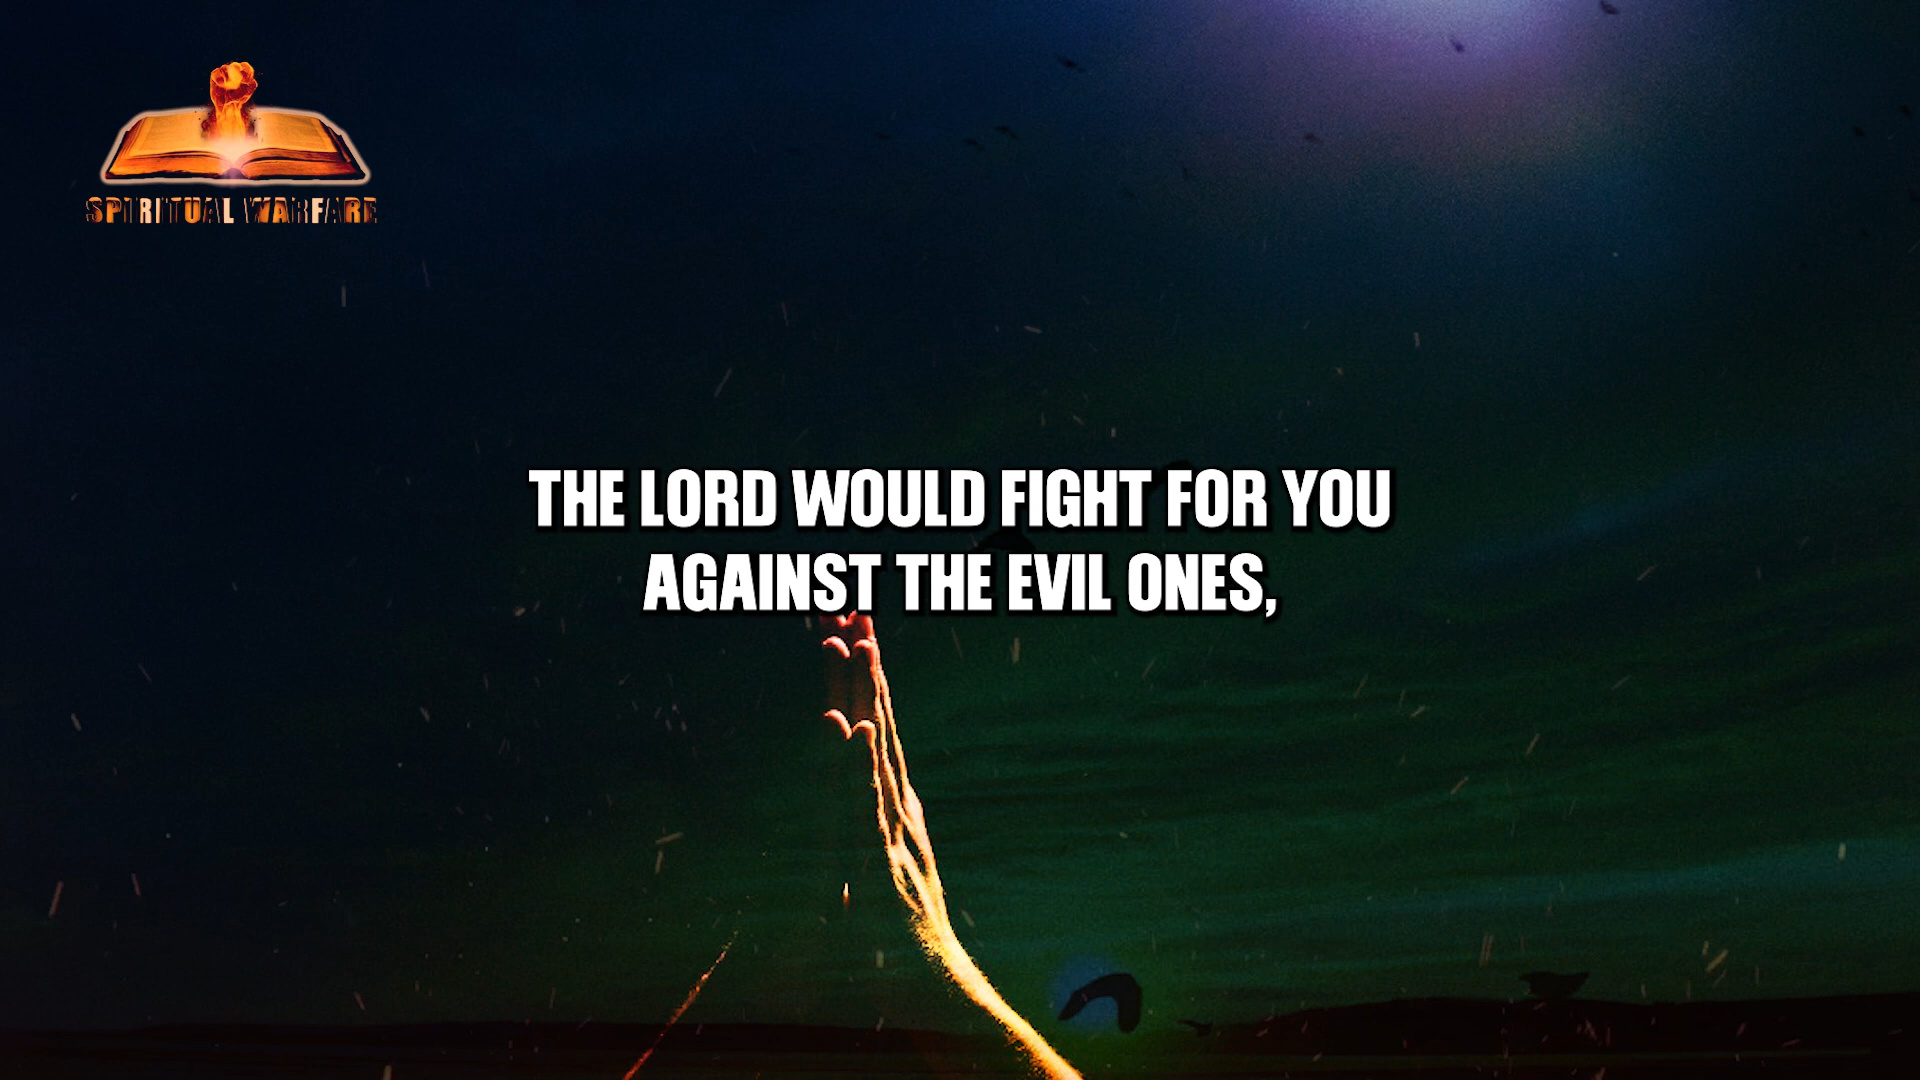 SPIRITUAL WARFARE
THE LORD WOULD FIGHT FOR YOU
AGAINST THE EVIL ONES,